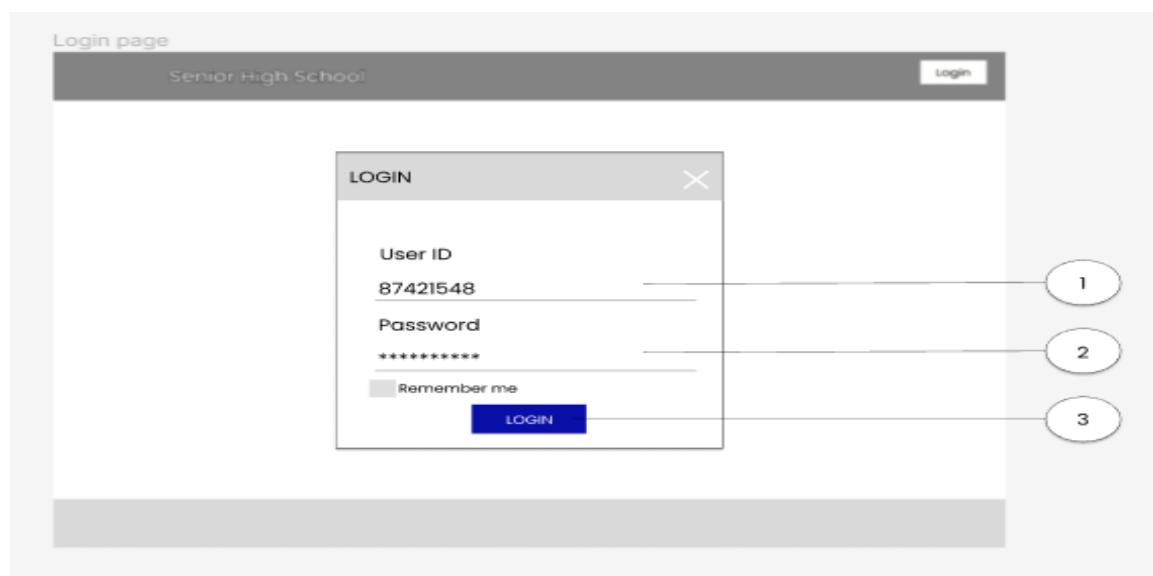 Login page
Senior High School
Login
LOGIN
User ID
87421548
1
Password
**********
2
Remember me
LOGIN
3